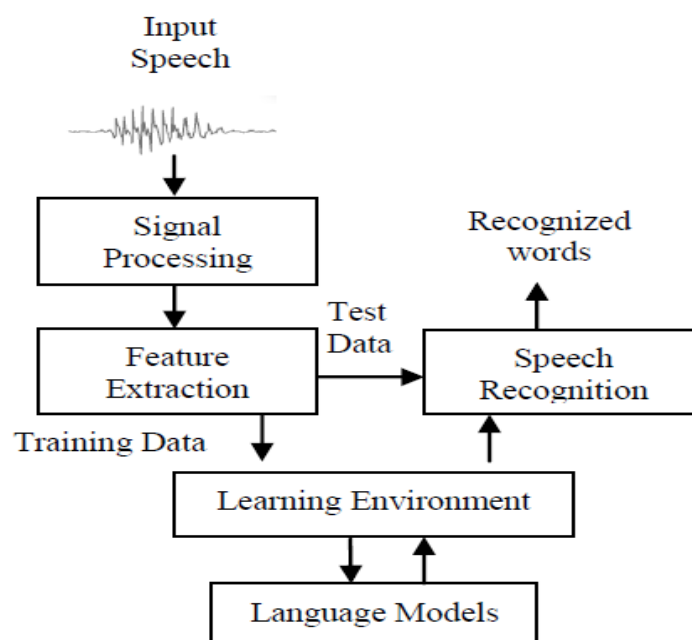 Input
Speech
Signal
Processing
Recognized
words
Test
Data
Feature
Extraction
Speech
Recognition
Training Data
Learning Environment
Language Models